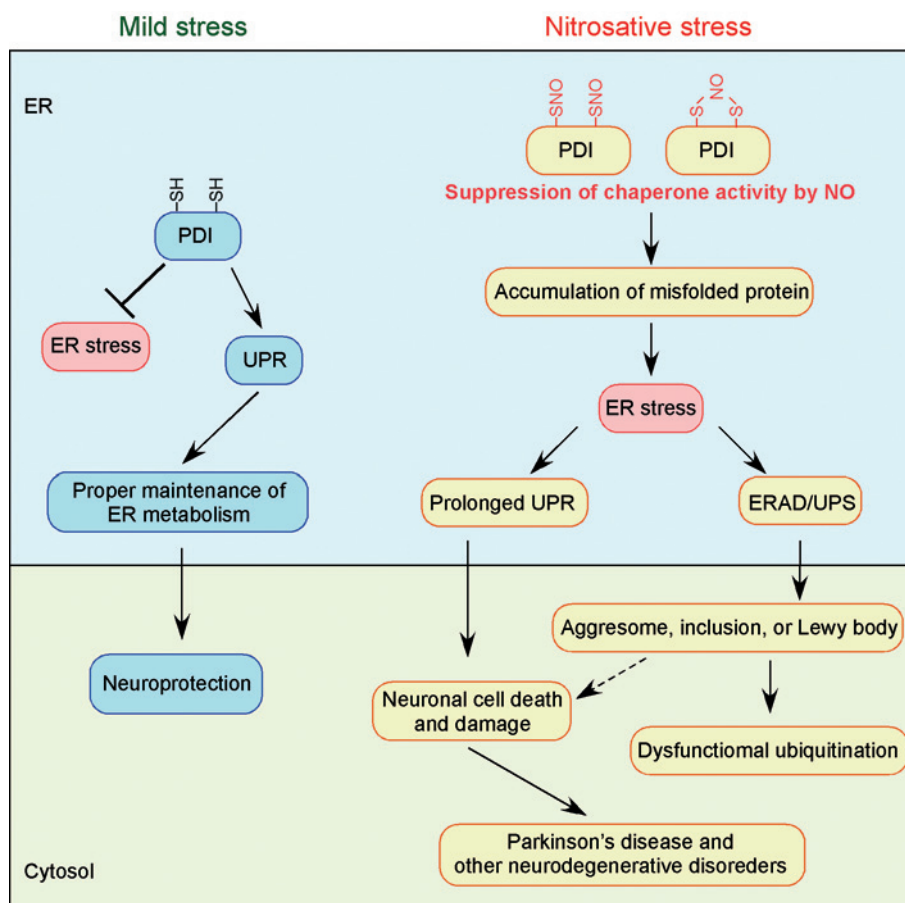 Mild stress
Nitrosative stress
ER
SH
SH
PDI
ER stress
UPR
Proper maintenance of
ER metabolism
Neuroprotection
SNO
SNO
PDI
S
NO
S
PDI
Suppression of chaperone activity by NO
Accumulation of misfolded protein
ER stress
Prolonged UPR
ERAD/UPS
Aggresome, inclusion, or Lewy body
Neuronal cell death
and damage
Dysfunctiomal ubiquitination
Parkinson's disease and
other neurodegenerative disoreders
Cytosol